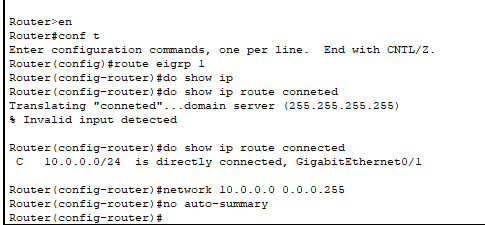 Router>en
Router#conf t
Enter configuration commands, one per line.  End with CNTL/Z.
Router(config)#route eigrp 1
Router(config-router)#do show ip
Router(config-router)#do show ip route conneted
Translating "conneted"...domain server (255.255.255.255)
% Invalid input detected
Router(config-router)#do show ip route connected
 C   10.0.0.0/24  is directly connected, GigabitEthernet0/1
Router(config-router)#network 10.0.0.0 0.0.0.255
Router(config-router)#no auto-summary
Router(config-router)#